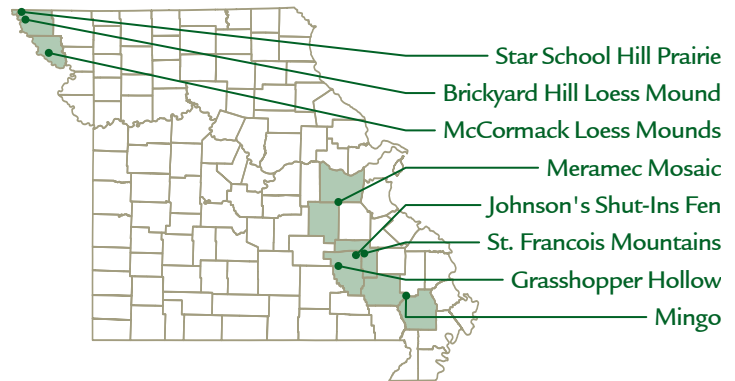 Star School Hill Prairie
Brickyard Hill Loess Mound
McCormack Loess Mounds
Meramec Mosaic
Johnson's Shut-Ins Fen
St. Francois Mountains
Grasshopper Hollow
Mingo